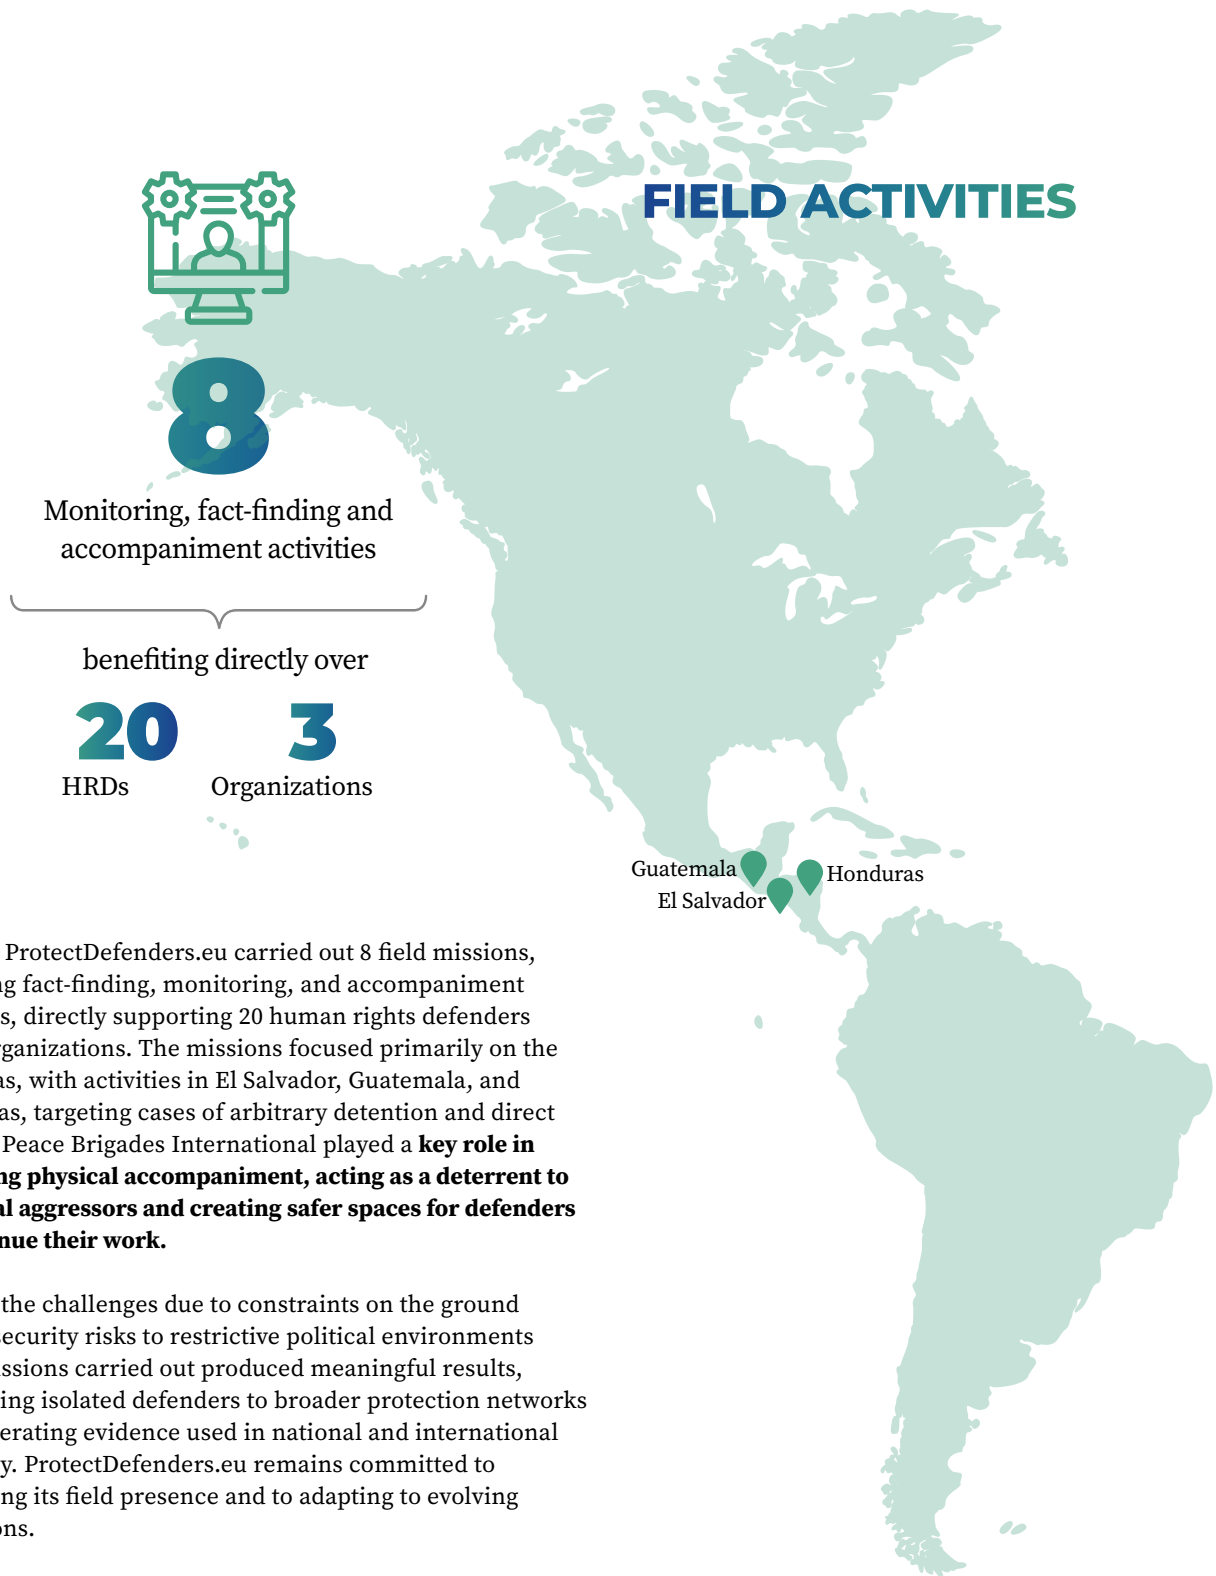 FIELD ACTIVITIES
8
Monitoring, fact-finding and
accompaniment activities
benefiting directly over
20 3
HRDs Organizations
Guatemala
Honduras
El Salvador
ProtectDefenders.eu carried out 8 field missions,
fact-finding, monitoring, and accompaniment
directly supporting 20 human rights defenders
The missions focused primarily on the
with activities in El Salvador, Guatemala, and
targeting cases of arbitrary detention and direct
Peace Brigades International played a key role in
physical accompaniment, acting as a deterrent to
aggressors and creating safer spaces for defenders
their work.
the challenges due to constraints on the ground
security risks to restrictive political environments
carried out produced meaningful results,
isolated defenders to broader protection networks
evidence used in national and international
ProtectDefenders.eu remains committed to
its field presence and to adapting to evolving